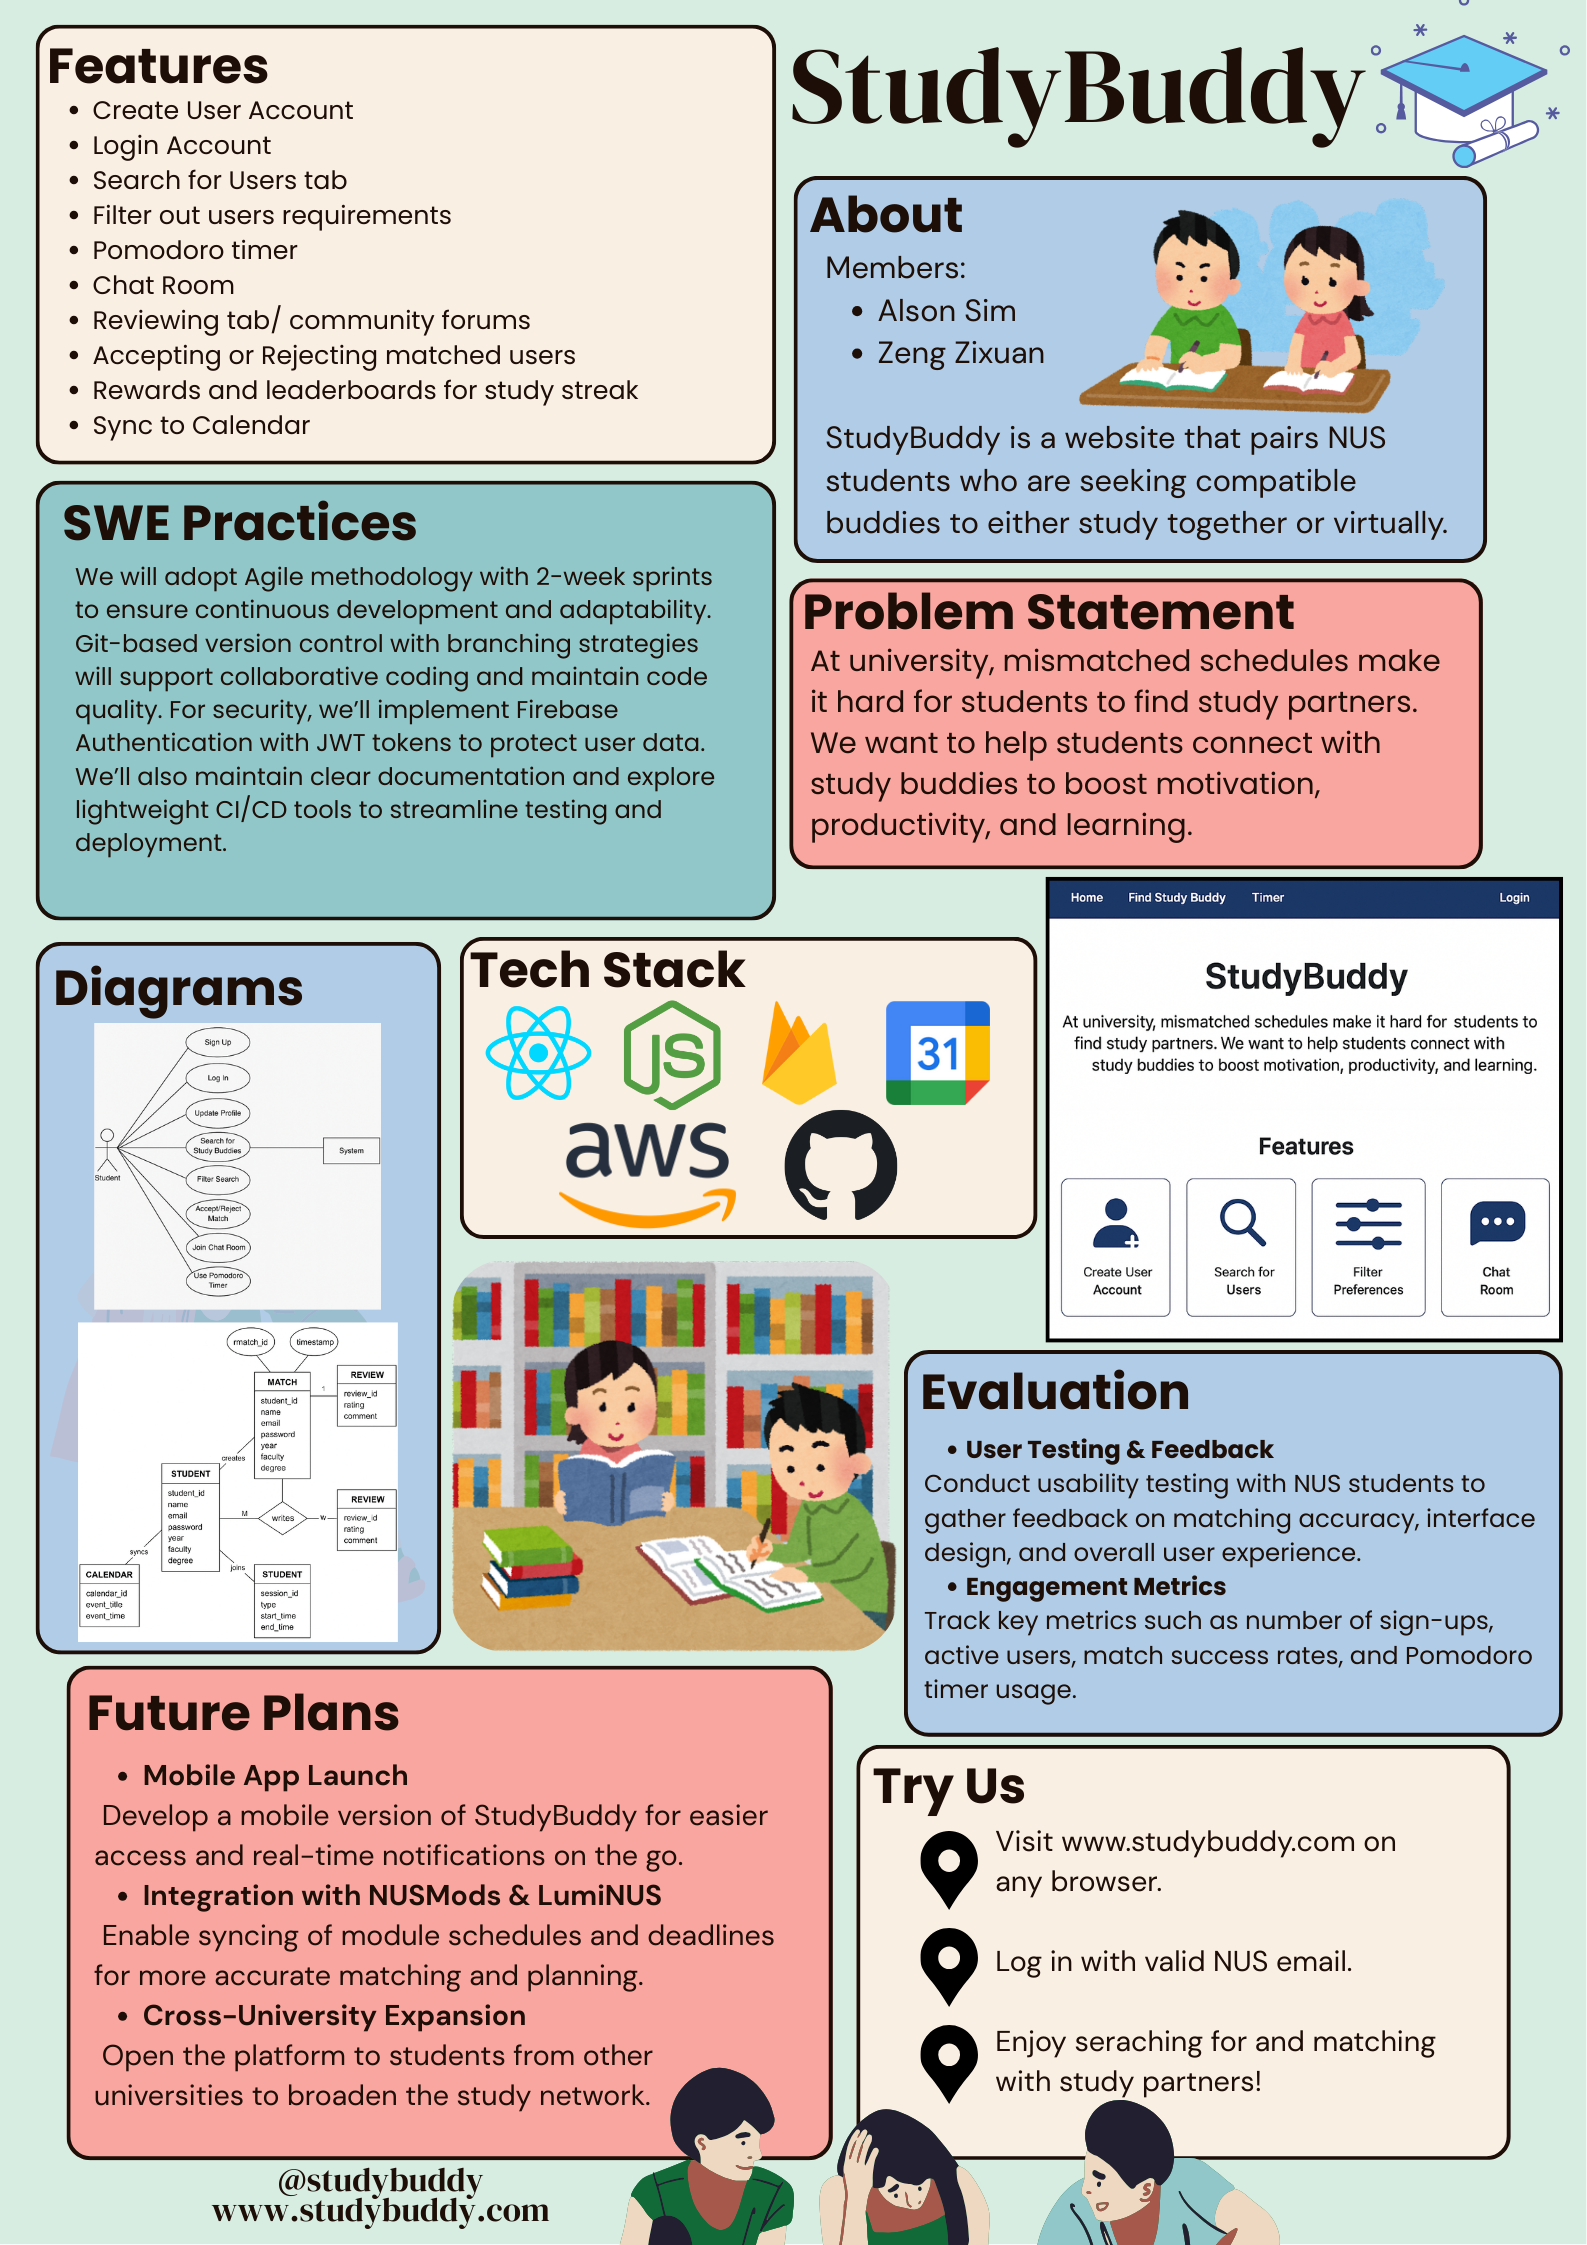 Features
Create User Account
Login Account
Search for Users tab
Filter out users requirements
Pomodoro timer
Chat Room
Reviewing tab/ community forums
Accepting or Rejecting matched users
Rewards and leaderboards for study streak
Sync to Calendar
StudyBuddy
About
Members:
Alson Sim
Zeng Zixuan
StudyBuddy is a website that pairs NUS
students who are seeking compatible
buddies to either study together or virtually.
SWE Practices
We will adopt Agile methodology with 2-week sprints
to ensure continuous development and adaptability.
Git-based version control with branching strategies
will support collaborative coding and maintain code
quality. For security, we'll implement Firebase
Authentication with JWT tokens to protect user data.
We'll also maintain clear documentation and explore
lightweight CI/CD tools to streamline testing and
deployment.
Problem Statement
At university, mismatched schedules make
it hard for students to find study partners.
We want to help students connect with
study buddies to boost motivation,
productivity, and learning.
Diagrams
Sign Up
Log In
Update Profile
Search for
Study Buddies
System
Student
Filter Search
Accept/Reject
Match
Join Chat Room
Use Pomodoro
Timer
rmatch_id
timestamp
MATCH
student_id
name
email
password
year
faculty
degree
1
REVIEW
review_id
rating
comment
creates
STUDENT
student_id
name
email
password
year
faculty
degree
M
writes
w
REVIEW
review_id
rating
comment
syncs
joins
CALENDAR
calendar_id
event_title
event_time
STUDENT
session_id
type
start_time
end_time
Tech Stack
JS
31
aws
Home Find Study Buddy Timer Login
StudyBuddy
At university, mismatched schedules make it hard for students to
find study partners. We want to help students connect with
study buddies to boost motivation, productivity, and learning.
Features
Create User
Account
Search for
Users
Filter
Preferences
Chat
Room
Evaluation
User Testing & Feedback
Conduct usability testing with NUS students to
gather feedback on matching accuracy, interface
design, and overall user experience.
Engagement Metrics
Track key metrics such as number of sign-ups,
active users, match success rates, and Pomodoro
timer usage.
Future Plans
Mobile App Launch
Develop a mobile version of StudyBuddy for easier
access and real-time notifications on the go.
Integration with NUSMods & LumiNUS
Enable syncing of module schedules and deadlines
for more accurate matching and planning.
Cross-University Expansion
Open the platform to students from other
universities to broaden the study network.
Try Us
Visit www.studybuddy.com on
any browser.
Log in with valid NUS email.
Enjoy seraching for and matching
with study partners!
@studybuddy
www.studybuddy.com